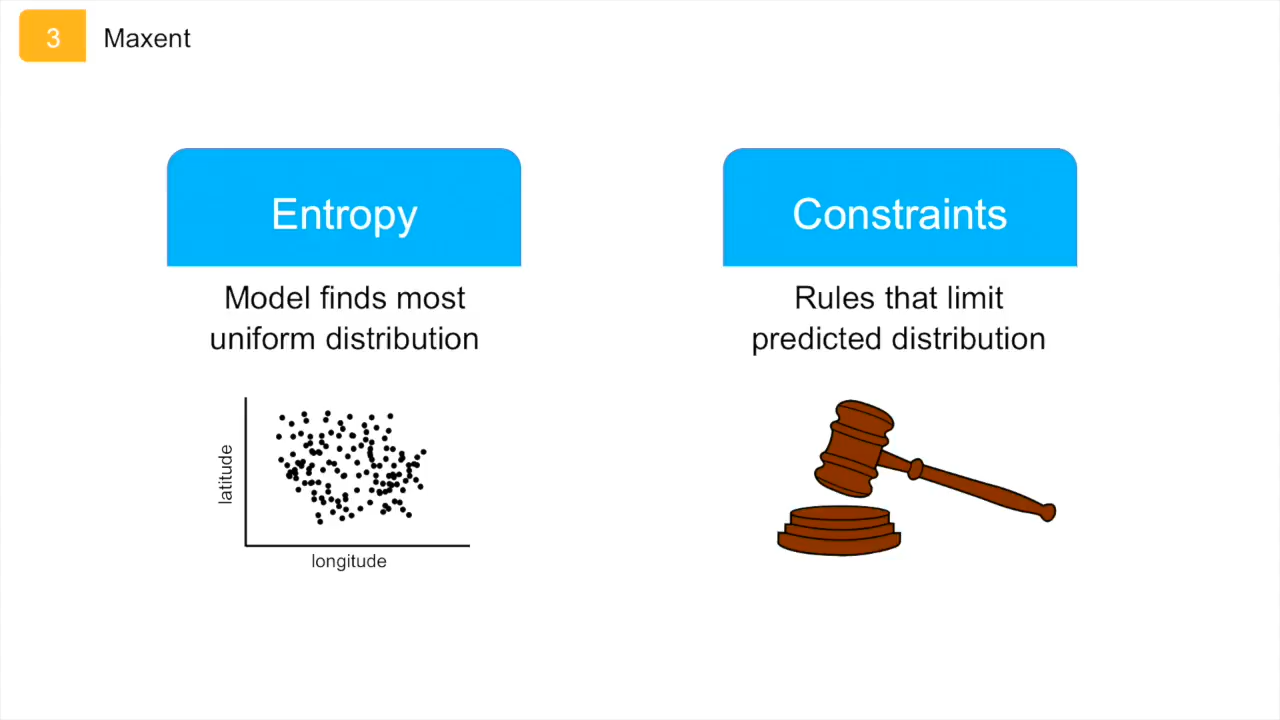 3
Maxent
Entropy
Model finds most
uniform distribution
latitude
longitude
Constraints
Rules that limit
predicted distribution